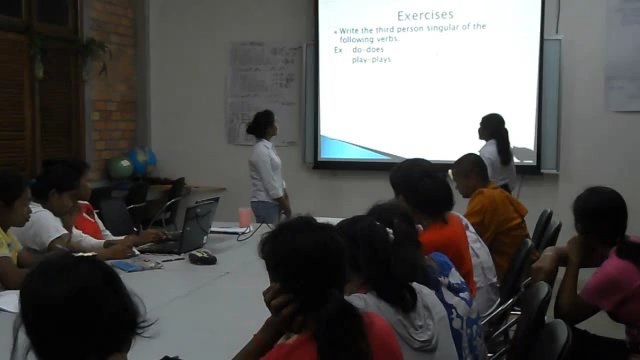 Exercises
• Write the third person singular of the
following verbs.
Ex do-does
play-plays